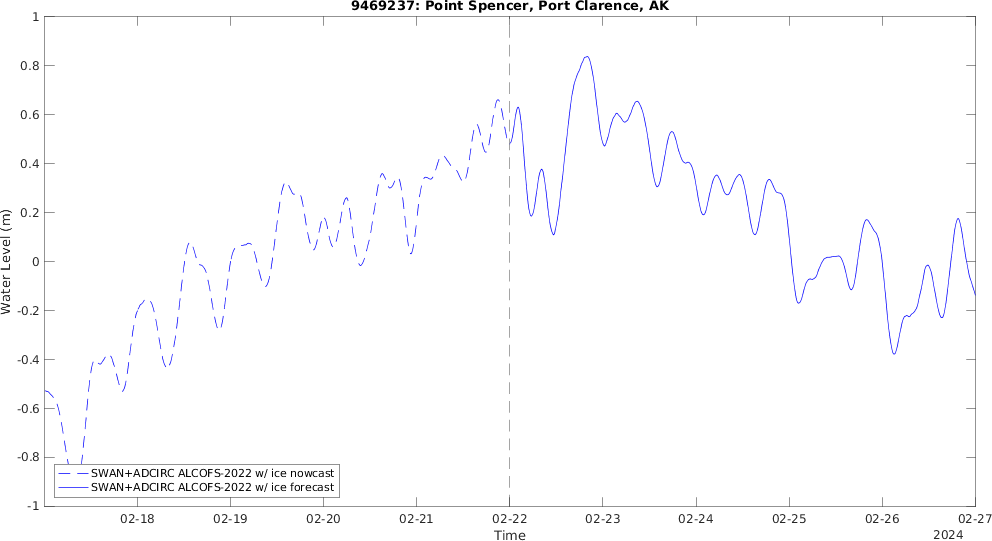 9469237: Point Spencer, Port Clarence, AK
1
0.8
0.6
0.4
0.2
0
-0.2
-0.4
-0.6
-0.8
-1
Water Level (m)
SWAN+ADCIRC ALCOFS-2022 w/ ice nowcast
SWAN+ADCIRC ALCOFS-2022 w/ ice forecast
02-18 02-19 02-20 02-21 02-22 02-23 02-24 02-25 02-26 02-27
Time
2024